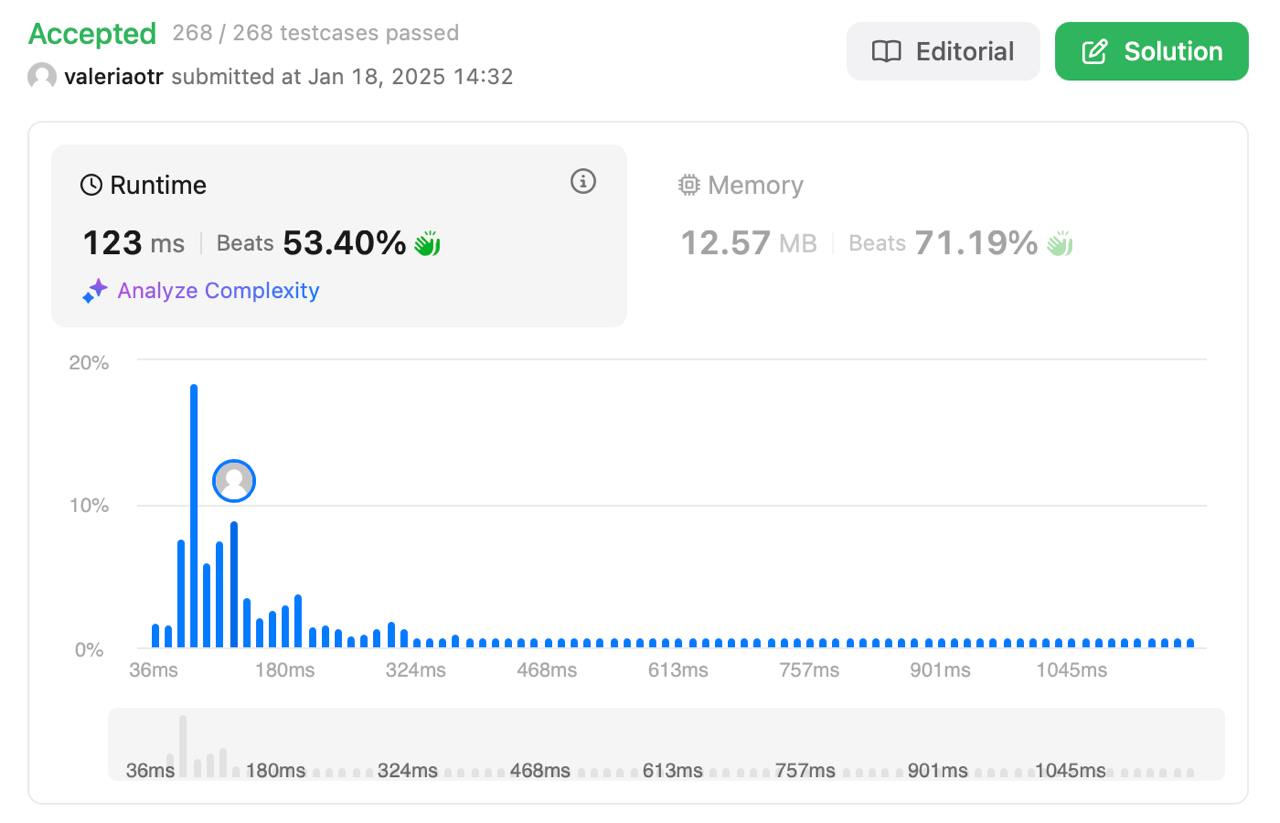 Accepted 268 / 268 testcases passed
Editorial
Solution
valeriaotr submitted at Jan 18, 2025 14:32
Runtime
123 ms Beats 53.40%
Analyze Complexity
Memory
12.57 MB Beats 71.19%
20%
10%
0%
36ms 180ms 324ms 468ms 613ms 757ms 901ms 1045ms
36ms 180ms 324ms 468ms 613ms 757ms 901ms 1045ms